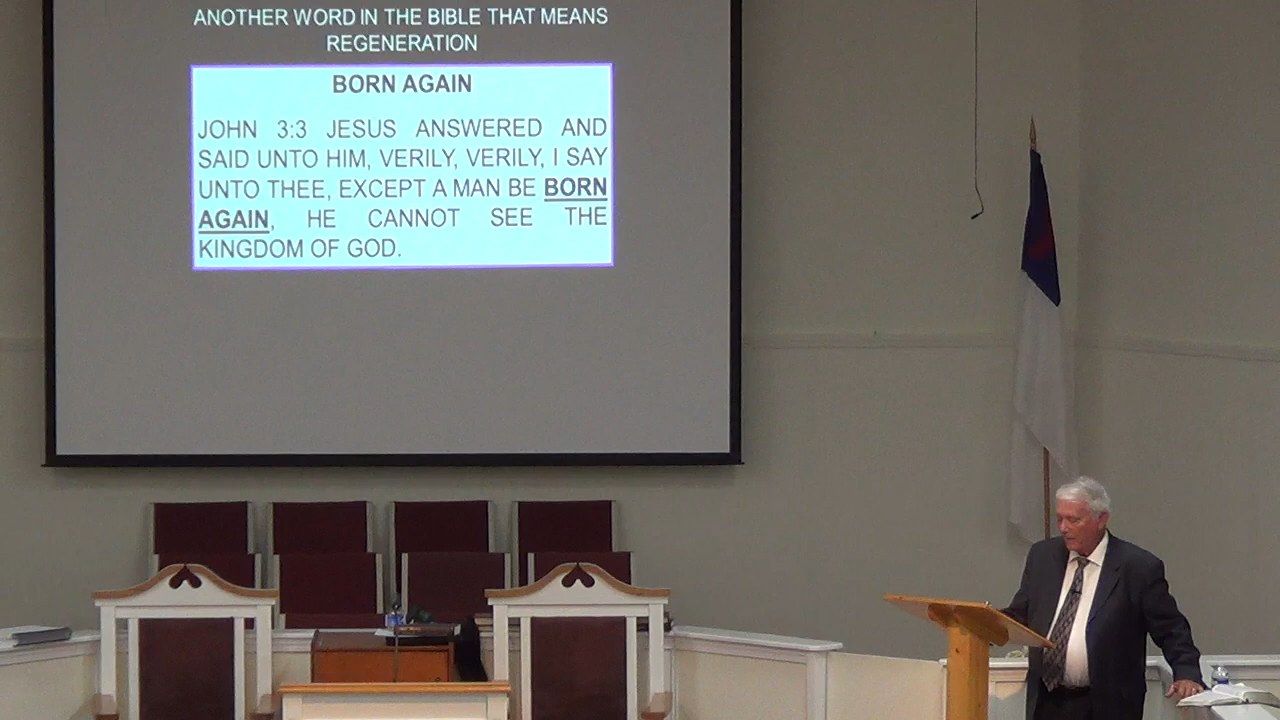 ANOTHER WORD IN THE BIBLE THAT MEANS
REGENERATION
BORN AGAIN
JOHN 3:3 JESUS ANSWERED AND
SAID UNTO HIM, VERILY, VERILY, I SAY
UNTO THEE, EXCEPT A MAN BE BORN
AGAIN, HE CANNOT SEE THE
KINGDOM OF GOD.